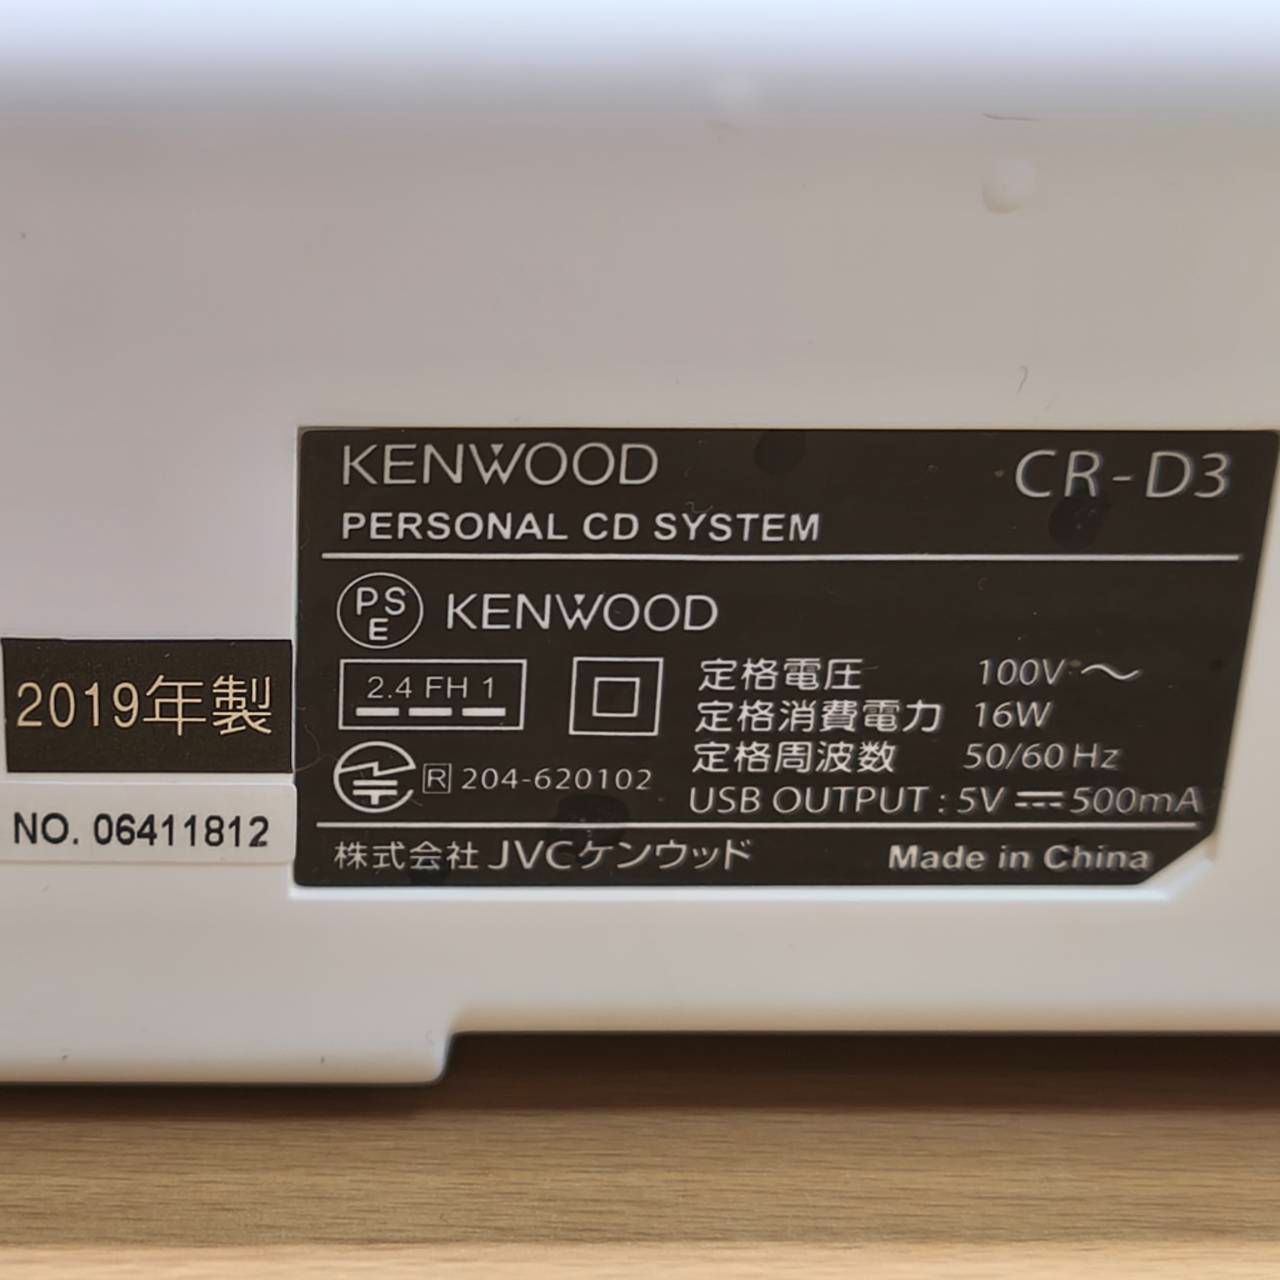 KENWOOD CR-D3
PERSONAL CD SYSTEM
PSE KENWOOD
2.4 FH 1
定格電圧 100V～
定格消費電力 16W
定格周波数 50/60 Hz
R 204-620102
USB OUTPUT : 5V ⎓ 500mA
株式会社 JVCケンウッド Made in China
2019年製
NO. 06411812